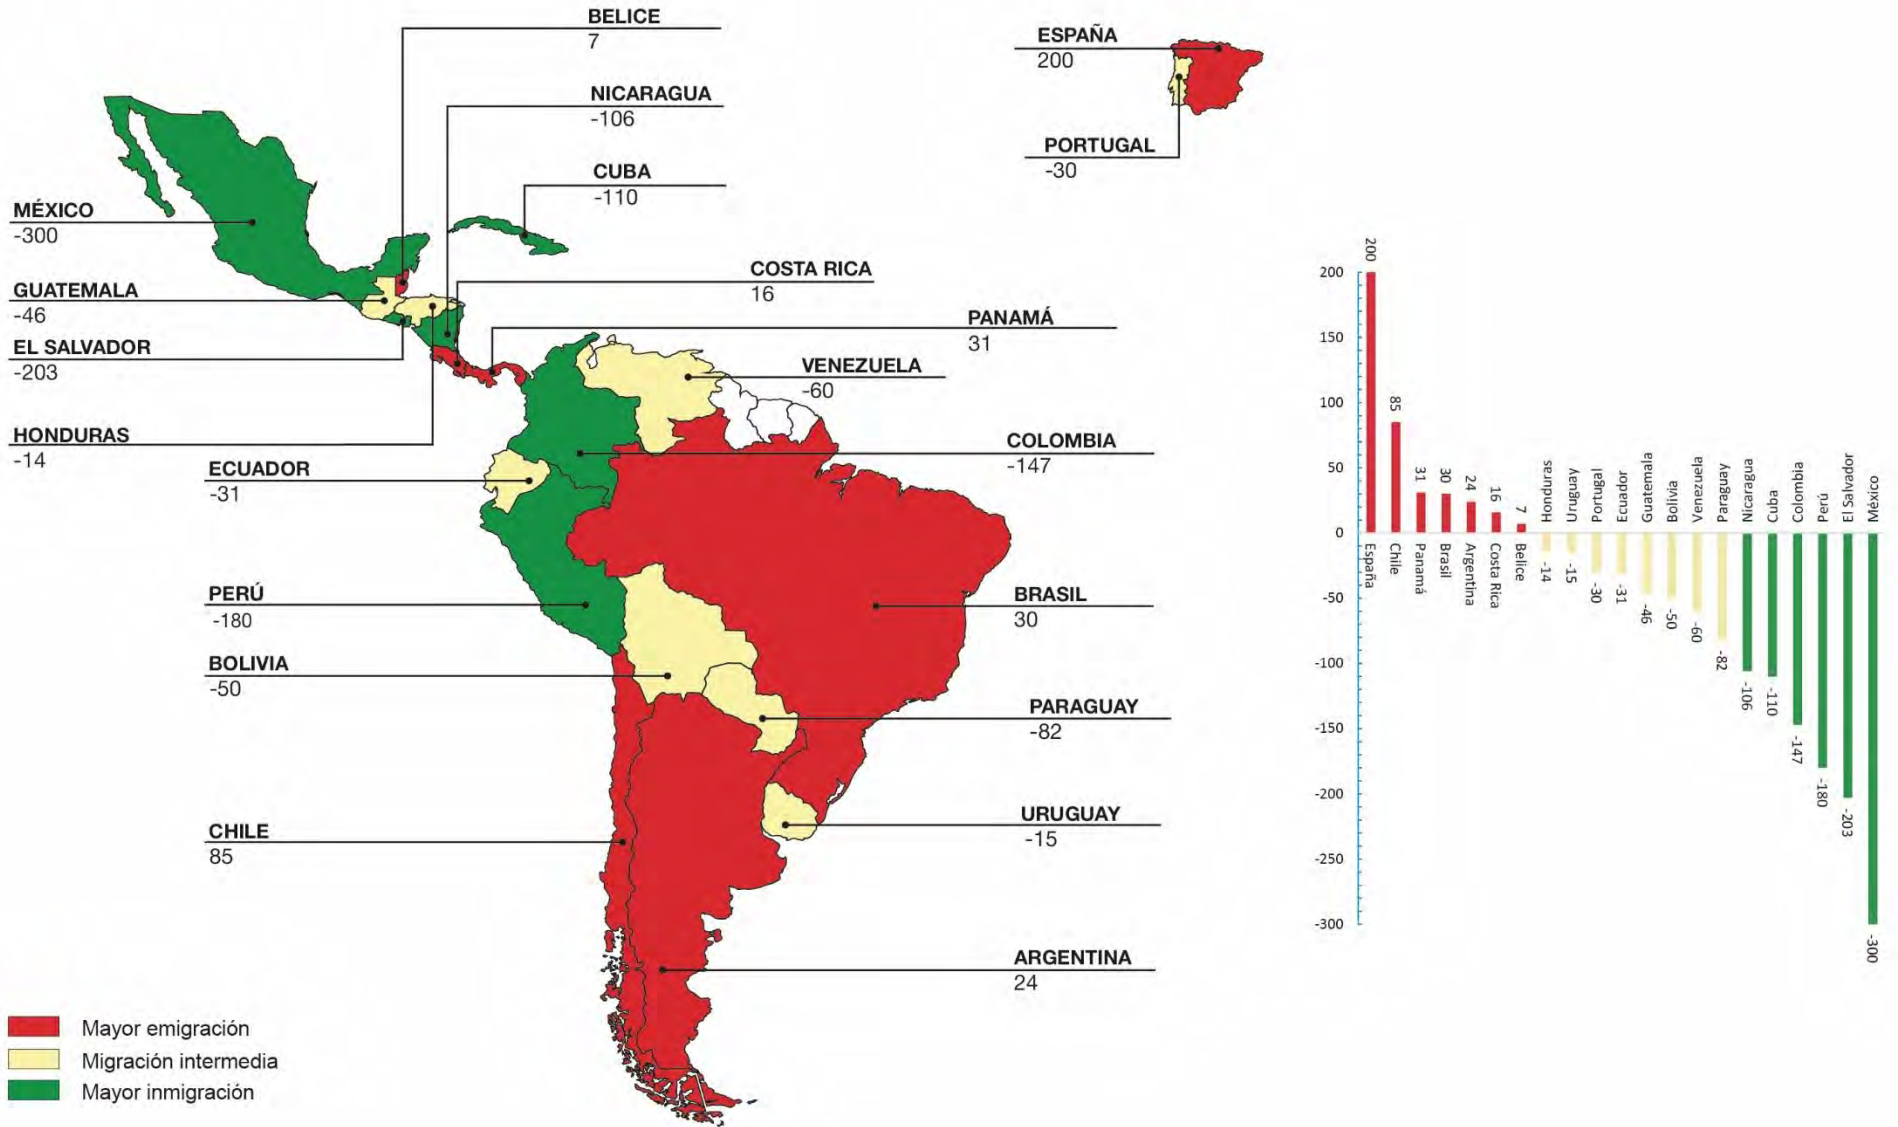 BELICE
7
NICARAGUA
-106
CUBA
-110
ESPAÑA
200
PORTUGAL
-30
MÉXICO
-300
GUATEMALA
-46
EL SALVADOR
-203
HONDURAS
-14
COSTA RICA
16
PANAMÁ
31
VENEZUELA
-60
COLOMBIA
-147
ECUADOR
-31
PERÚ
-180
BOLIVIA
-50
BRASIL
30
PARAGUAY
-82
URUGUAY
-15
CHILE
85
ARGENTINA
24
Mayor emigración
Migración intermedia
Mayor inmigración
200
150
100
50
0
-50
-100
-150
-200
-250
-300
200
España
85
Chile
31
Panamá
30
Brasil
24
Argentina
16
Costa Rica
7
Belice
Honduras
-14
Uruguay
-15
Portugal
-30
Ecuador
-31
Guatemala
-46
Bolivia
-50
Venezuela
-60
Paraguay
-82
Nicaragua
-106
Cuba
-110
Colombia
-147
Perú
-180
El Salvador
-203
México
-300